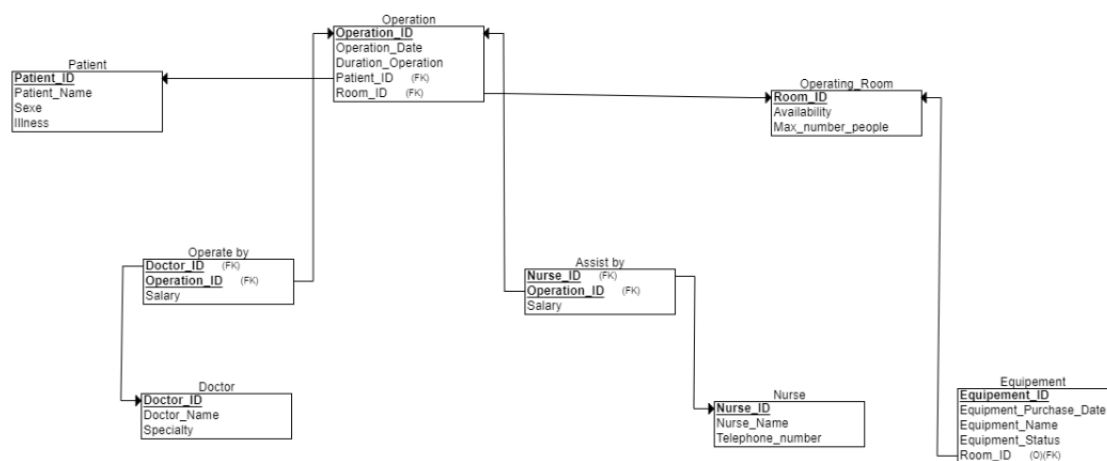 Operation
Operation_ID
Operation_Date
Duration_Operation
Patient_ID (FK)
Room_ID (FK)
Patient
Patient_ID
Patient_Name
Sexe
Illness
Operating_Room
Room_ID
Availability
Max_number_people
Operate by
Doctor_ID (FK)
Operation_ID (FK)
Salary
Assist by
Nurse_ID (FK)
Operation_ID (FK)
Salary
Doctor
Doctor_ID
Doctor_Name
Specialty
Nurse
Nurse_ID
Nurse_Name
Telephone_number
Equipement
Equipement_ID
Equipment_Purchase_Date
Equipment_Name
Equipment_Status
Room_ID (O)(FK)